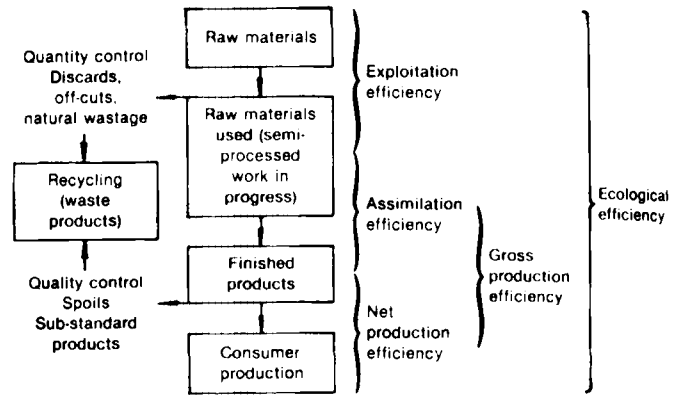 Raw materials
Quantity control
Discards,
off-cuts,
natural wastage
Exploitation
efficiency
Raw materials
used (semi-
processed
work in
progress)
Recycling
(waste
products)
Assimilation
efficiency
Ecological
efficiency
Finished
products
Gross
production
efficiency
Quality control
Spoils
Sub-standard
products
Net
production
efficiency
Consumer
production